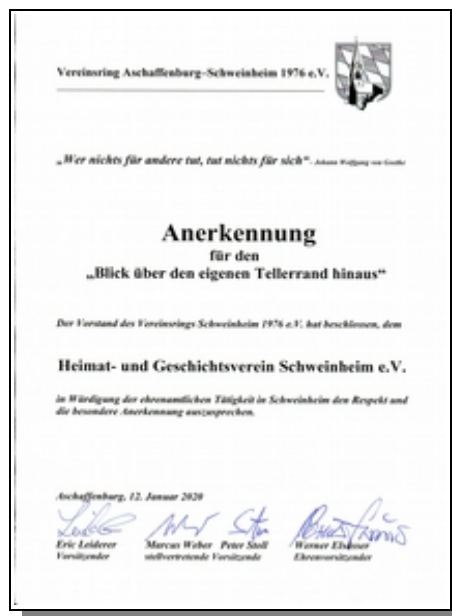 Vereinsring Aschaffenburg–Schweinheim 1976 e.V.
„Wer nichts für andere tut, tut nichts für sich“ - Johann Wolfgang von Goethe
Anerkennung
für den
„Blick über den eigenen Tellerrand hinaus“
Der Vorstand des Vereinsrings Schweinheim 1976 e.V. hat beschlossen, dem
Heimat- und Geschichtsverein Schweinheim e.V.
in Würdigung der ehrenamtlichen Tätigkeit in Schweinheim den Respekt und
die besondere Anerkennung auszusprechen.
Aschaffenburg, 12. Januar 2020
Eric Leiderer Marcus Weber Peter Stoll Werner Elsässer
Vorsitzender stellvertretende Vorsitzende Ehrenvorsitzender